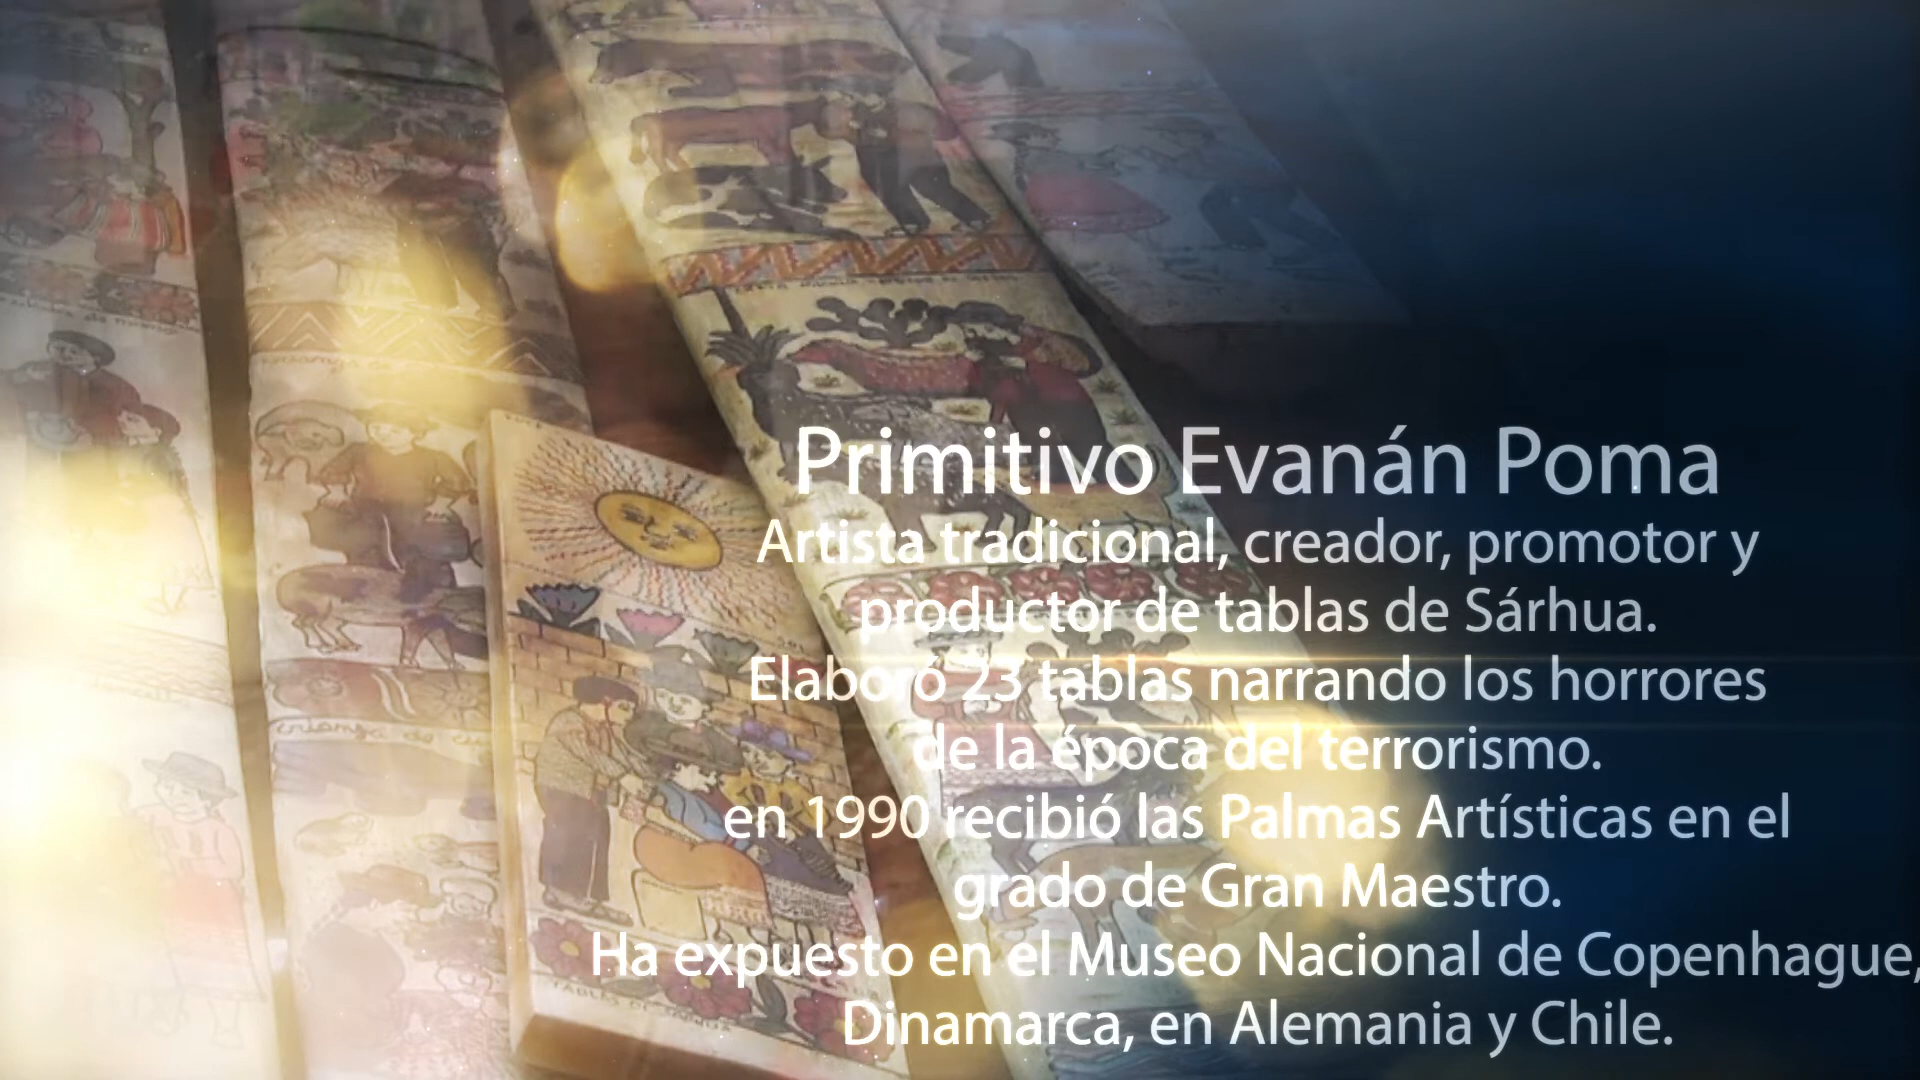 Primitivo Evanán Poma
Artista tradicional, creador, promotor y
productor de tablas de Sárhua.
Elaboró 23 tablas narrando los horrores
de la época del terrorismo.
en 1990 recibió las Palmas Artísticas en el
grado de Gran Maestro.
Ha expuesto en el Museo Nacional de Copenhague,
Dinamarca, en Alemania y Chile.